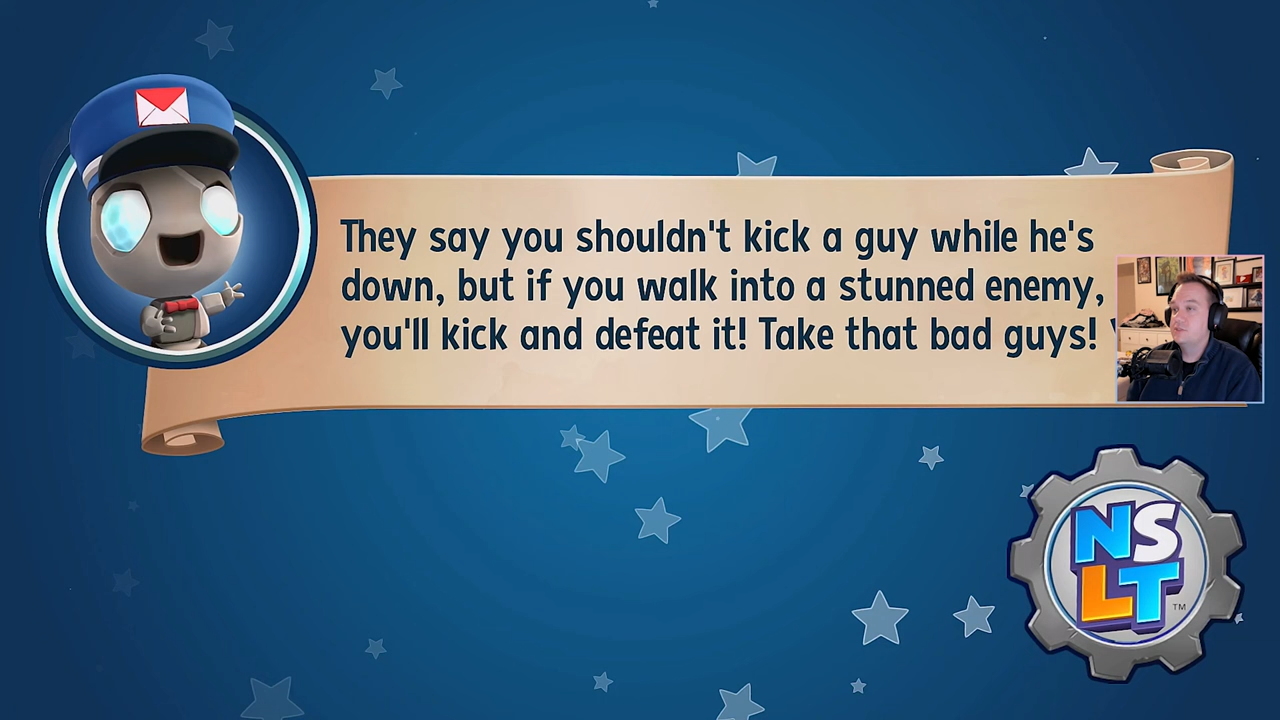 They say you shouldn't kick a guy while he's
down, but if you walk into a stunned enemy,
you'll kick and defeat it! Take that bad guys!
NS
LT
TM